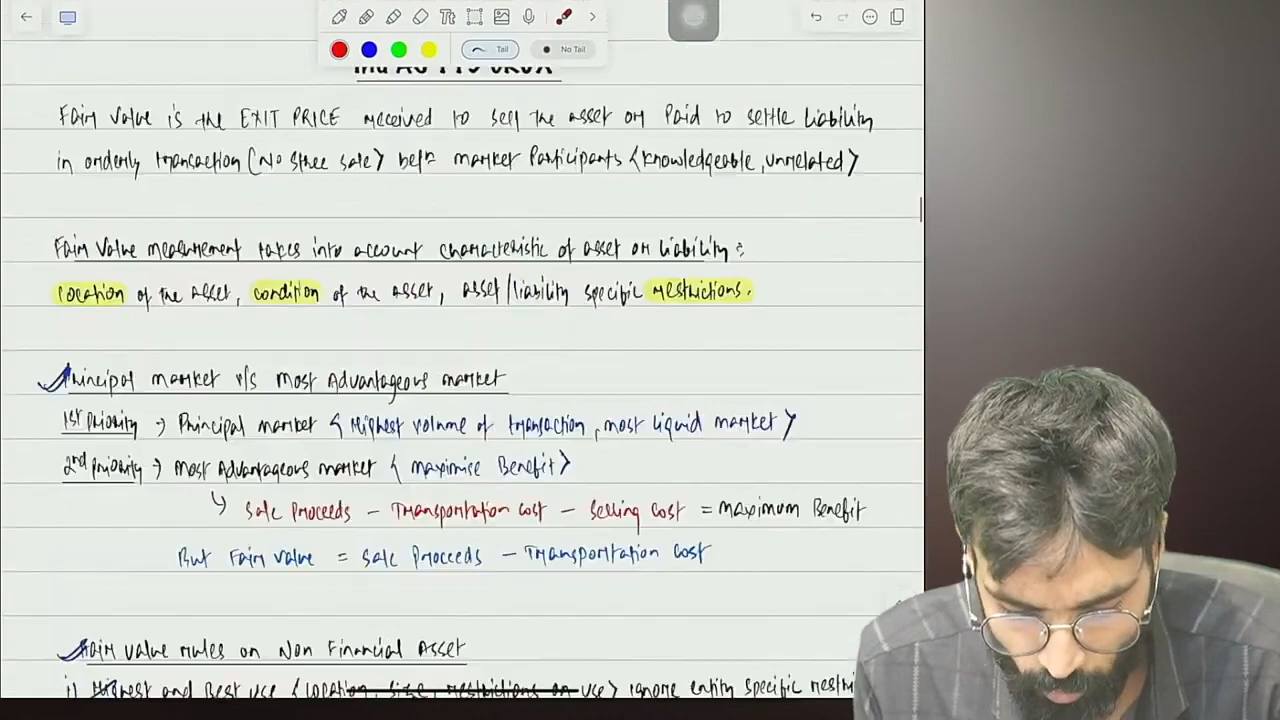 Tail
No Tail
Fair value is the EXIT PRICE received to sell the asset or Paid to settle liability
in orderly transaction (No stree sale) betn market Participants <knowledgeable, unrelated>
Fair value measurement takes into account characteristic of asset or liability :
location of the asset, condition of the asset, asset/liability specific restrictions.
Principal market v/s Most Advantageous market
1st Priority → Principal market < Highest volume of transaction, most liquid market >
2nd priority → most Advantageous market < maximise Benefit >
↳ Sale Proceeds - Transportation cost - Selling cost = maximum Benefit
But Fair value = Sale Proceeds - Transportation cost
Fair value rules on Non Financial Asset
i) Highest and Best use < location, size, restrictions on use > ignore entity specific